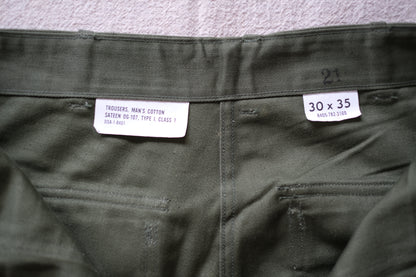 21
TROUSERS, MAN'S COTTON
SATEEN OG-107, TYPE I, CLASS 1
30 x 35